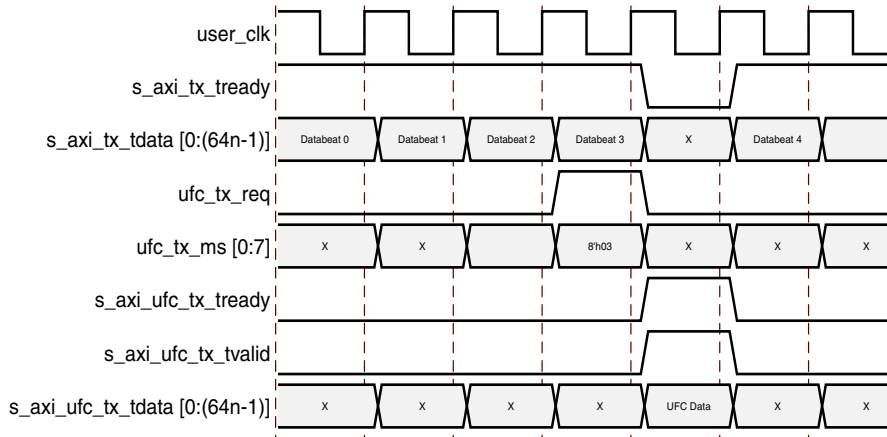 user_clk
s_axi_tx_tready
s_axi_tx_tdata [0:(64n-1)] Databeat 0 Databeat 1 Databeat 2 Databeat 3 X Databeat 4
ufc_tx_req
ufc_tx_ms [0:7] X X 8'h03 X X X
s_axi_ufc_tx_tready
s_axi_ufc_tx_tvalid
s_axi_ufc_tx_tdata [0:(64n-1)] X X X X UFC Data X X